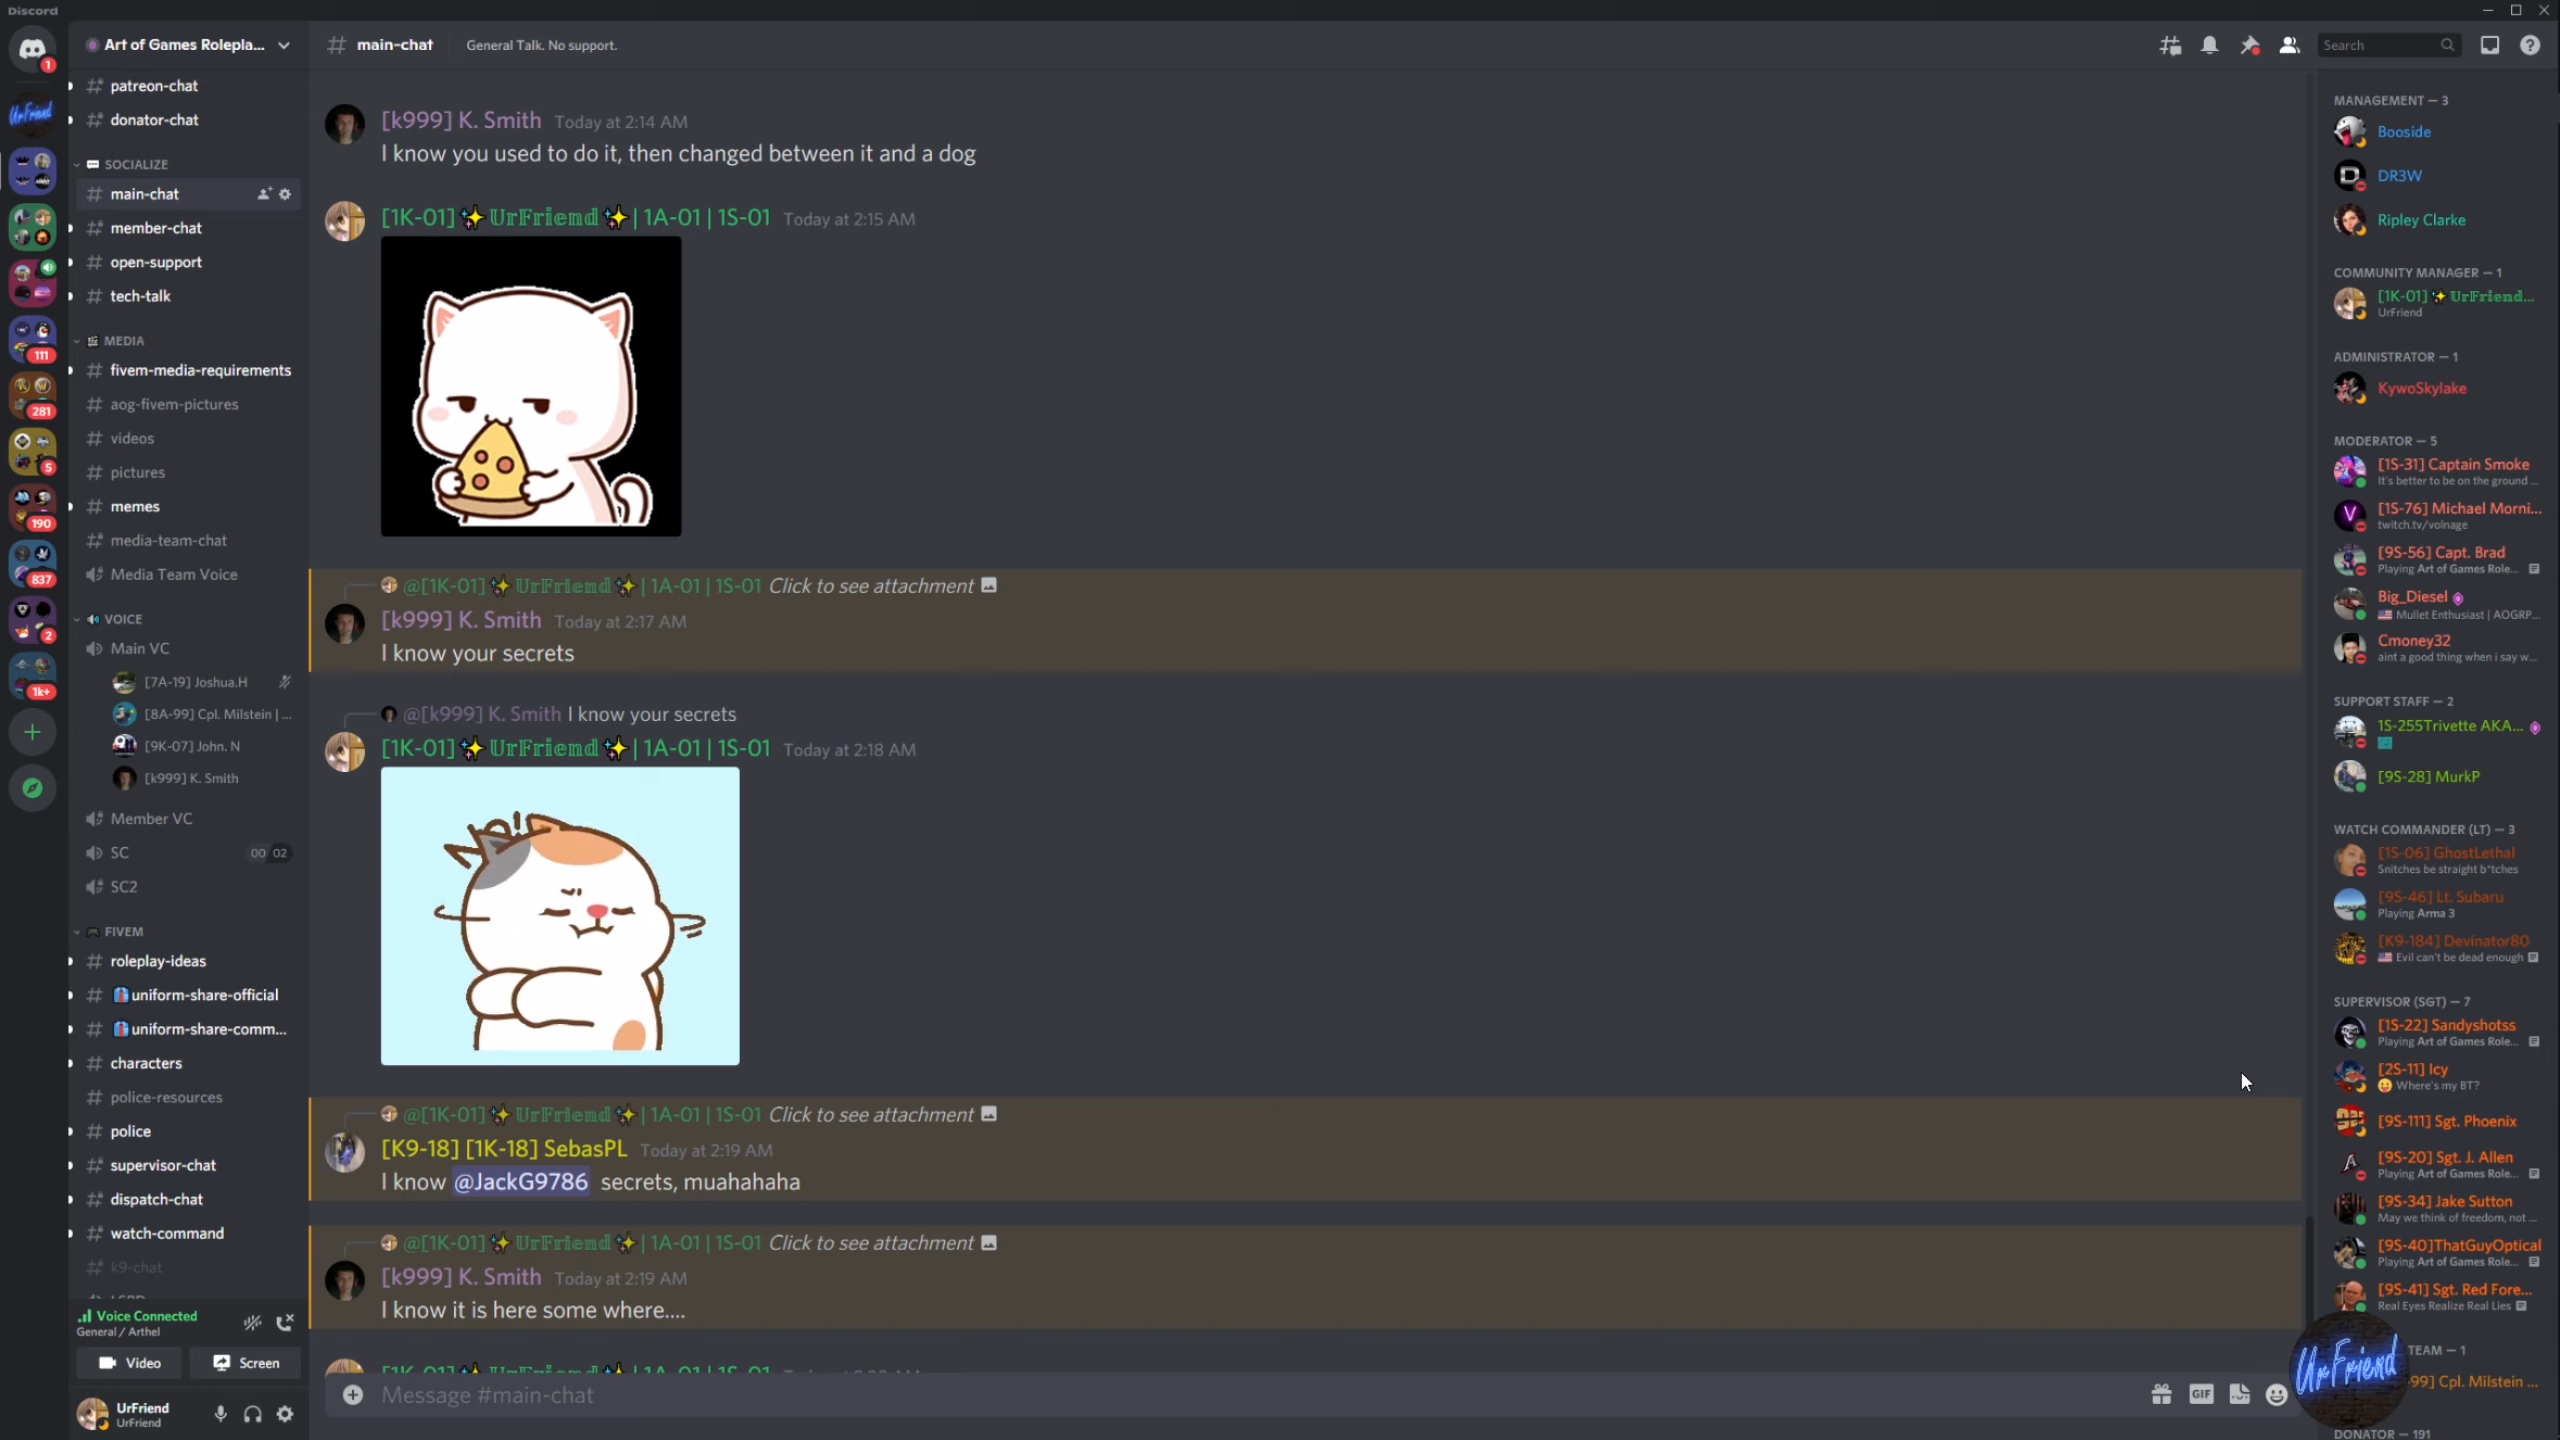 Discord
Art of Games Rolepla...
main-chat
General Talk. No support.
Search
1
111
281
5
190
837
2
1k+
patreon-chat
donator-chat
SOCIALIZE
main-chat
member-chat
open-support
tech-talk
MEDIA
fivem-media-requirements
aog-fivem-pictures
videos
pictures
memes
media-team-chat
Media Team Voice
VOICE
Main VC
[7A-19] Joshua.H
[8A-99] Cpl. Milstein | ...
[9K-07] John. N
[k999] K. Smith
Member VC
SC 00 02
SC2
FIVEM
roleplay-ideas
uniform-share-official
uniform-share-comm...
characters
police-resources
police
supervisor-chat
dispatch-chat
watch-command
k9-chat
Voice Connected
General / Arthel
Video Screen
UrFriend
UrFriend
[k999] K. Smith Today at 2:14 AM
I know you used to do it, then changed between it and a dog
[1K-01]✨UrFriend✨| 1A-01 | 1S-01 Today at 2:15 AM
@[1K-01]✨UrFriend✨| 1A-01 | 1S-01 Click to see attachment
[k999] K. Smith Today at 2:17 AM
I know your secrets
@[k999] K. Smith I know your secrets
[1K-01]✨UrFriend✨| 1A-01 | 1S-01 Today at 2:18 AM
@[1K-01]✨UrFriend✨| 1A-01 | 1S-01 Click to see attachment
[K9-18] [1K-18] SebasPL Today at 2:19 AM
I know @JackG9786 secrets, muahahaha
@[1K-01]✨UrFriend✨| 1A-01 | 1S-01 Click to see attachment
[k999] K. Smith Today at 2:19 AM
I know it is here some where....
[1K-01]✨UrFriend✨| 1A-01 | 1S-01
Message #main-chat
GIF
MANAGEMENT — 3
Booside
DR3W
Ripley Clarke
COMMUNITY MANAGER — 1
[1K-01]✨UrFriend...
UrFriend
ADMINISTRATOR — 1
KywoSkylake
MODERATOR — 5
[1S-31] Captain Smoke
It's better to be on the ground ...
[1S-76] Michael Morni...
twitch.tv/volnage
[9S-56] Capt. Brad
Playing Art of Games Role...
Big_Diesel
Mullet Enthusiast | AOGRP...
Cmoney32
aint a good thing when i say w...
SUPPORT STAFF — 2
1S-255Trivette AKA...
[9S-28] MurkP
WATCH COMMANDER (LT) — 3
[1S-06] GhostLethal
Snitches be straight b*tches
[9S-46] Lt. Subaru
Playing Arma 3
[K9-184] Devinator80
Evil can't be dead enough
SUPERVISOR (SGT) — 7
[1S-22] Sandyshotss
Playing Art of Games Role...
[2S-11] Icy
Where's my BT?
[9S-111] Sgt. Phoenix
[9S-20] Sgt. J. Allen
Playing Art of Games Role...
[9S-34] Jake Sutton
May we think of freedom, not ...
[9S-40]ThatGuyOptical
Playing Art of Games Role...
[9S-41] Sgt. Red Fore...
Real Eyes Realize Real Lies
TEAM — 1
99] Cpl. Milstein ...
DONATOR — 191
UrFriend